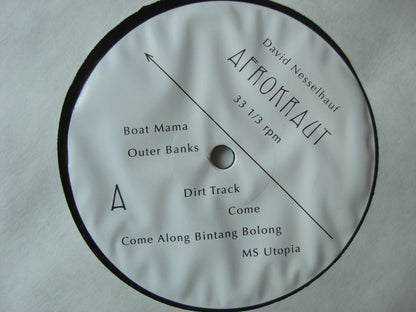 David Nesselhauf
AFROKRAUT
33 1/3 rpm
Boat Mama
Outer Banks
A
Dirt Track
Come
Come Along Bintang Bolong
MS Utopia